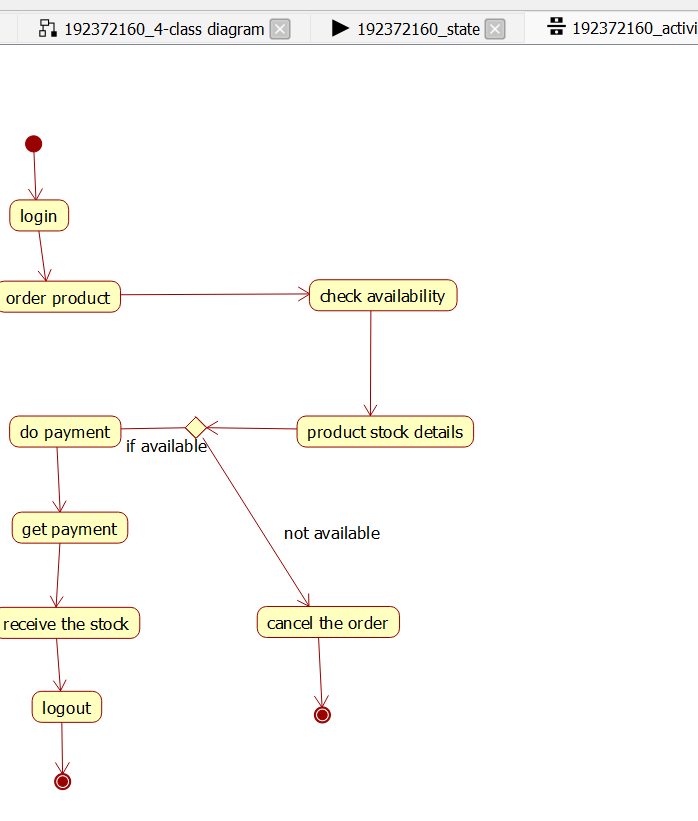 192372160_4-class diagram
192372160_state
192372160_activi
login
order product
check availability
do payment
if available
product stock details
get payment
not available
receive the stock
cancel the order
logout